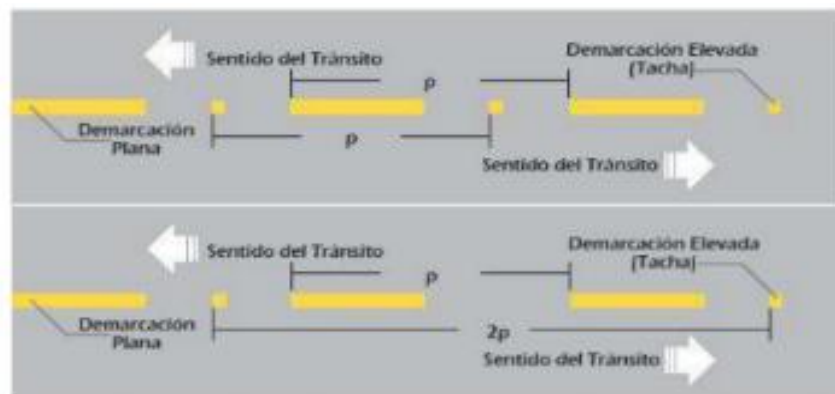 Sentido del Tránsito
Demarcación Elevada
(Tacha)
p
Demarcación
Plana
p
Sentido del Tránsito
Sentido del Tránsito
Demarcación Elevada
(Tacha)
p
Demarcación
Plana
2p
Sentido del Tránsito